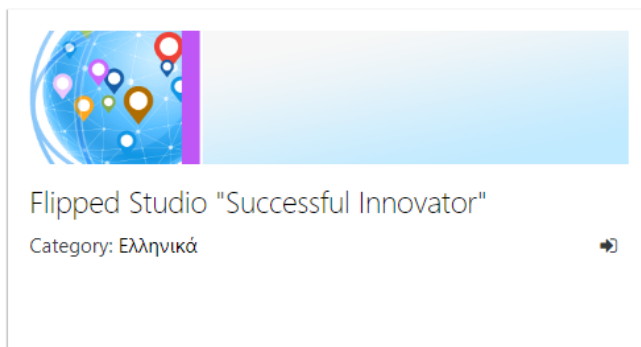 Flipped Studio "Successful Innovator"
Category: Ελληνικά